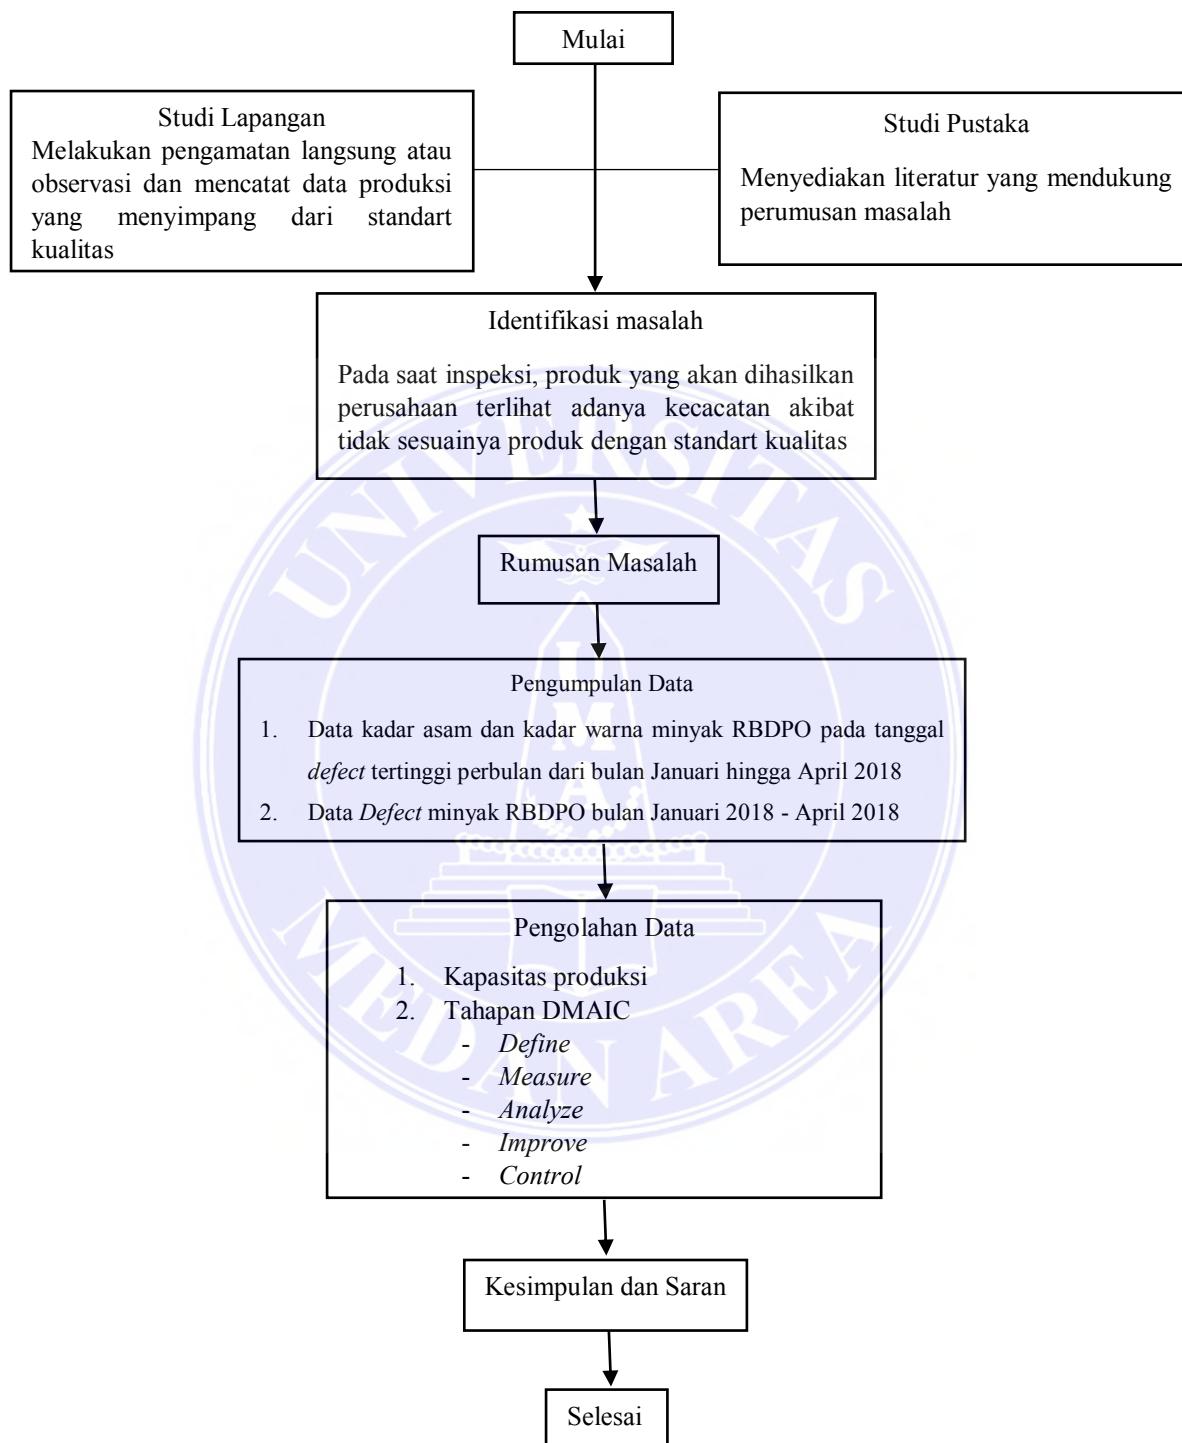 Mulai
Studi Lapangan
Melakukan pengamatan langsung atau
observasi dan mencatat data produksi
yang menyimpang dari standart
kualitas
Studi Pustaka
Menyediakan literatur yang mendukung
perumusan masalah
Identifikasi masalah
Pada saat inspeksi, produk yang akan dihasilkan
perusahaan terlihat adanya kecacatan akibat
tidak sesuainya produk dengan standart kualitas
Rumusan Masalah
Pengumpulan Data
1. Data kadar asam dan kadar warna minyak RBDPO pada tanggal
defect tertinggi perbulan dari bulan Januari hingga April 2018
2. Data Defect minyak RBDPO bulan Januari 2018 - April 2018
Pengolahan Data
1. Kapasitas produksi
2. Tahapan DMAIC
- Define
- Measure
- Analyze
- Improve
- Control
Kesimpulan dan Saran
Selesai
UNIVERSITAS
UMA
MEDAN AREA